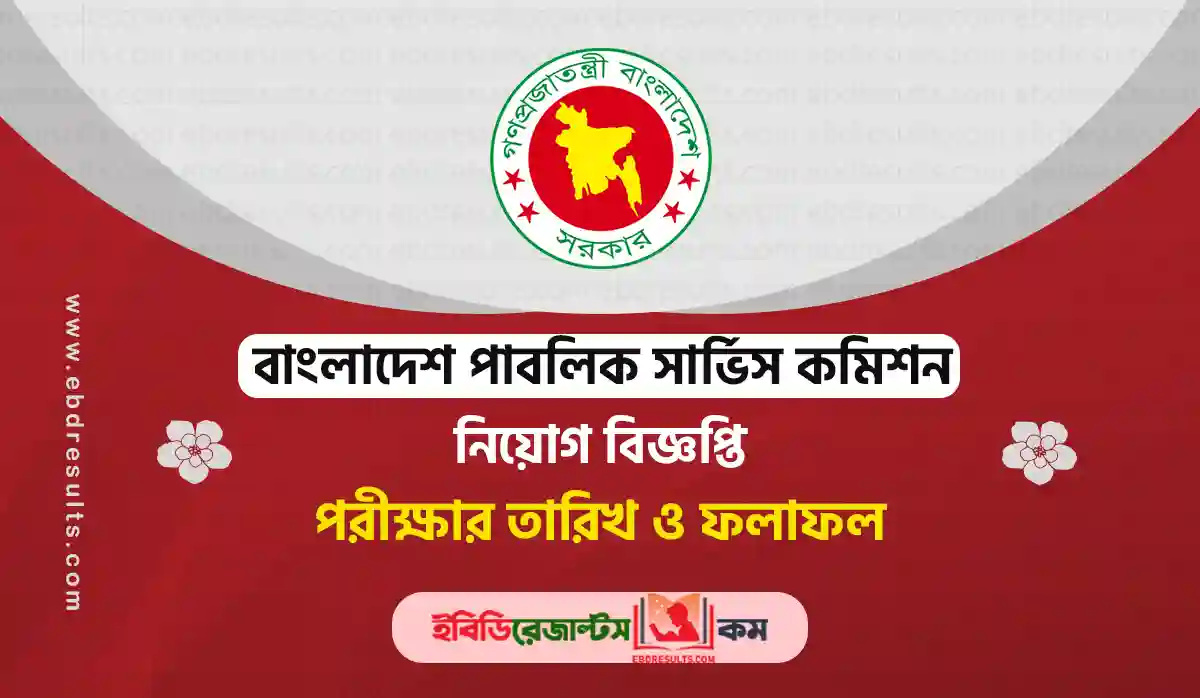 গণপ্রজাতন্ত্রী বাংলাদেশ
সরকার
বাংলাদেশ পাবলিক সার্ভিস কমিশন
নিয়োগ বিজ্ঞপ্তি
পরীক্ষার তারিখ ও ফলাফল
www.ebdresults.com
ইবিডিরেজাল্টস কম
EBDRESULTS.COM